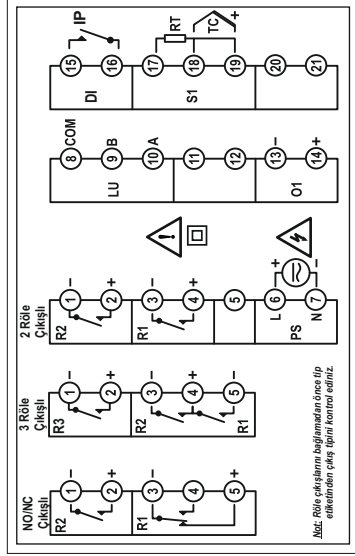 NO/NC
Çıkışlı
R2
1 −
2 +
R1
3 −
4
5 +
3 Röle
Çıkışlı
R3
1 −
2 +
R2
3 −
4 +
5 −
R1
2 Röle
Çıkışlı
R2
1 −
2 +
R1
3 −
4 +
5
L 6 +
PS
N 7 −
LU
8 COM
9 B
10 A
11
12
O1
13 −
14 +
DI
15
16
IP
S1
17
18
19
RT
TC
+
20
21
Not: Röle çıkışlarını bağlamadan önce tip
etiketinden çıkış tipini kontrol ediniz.